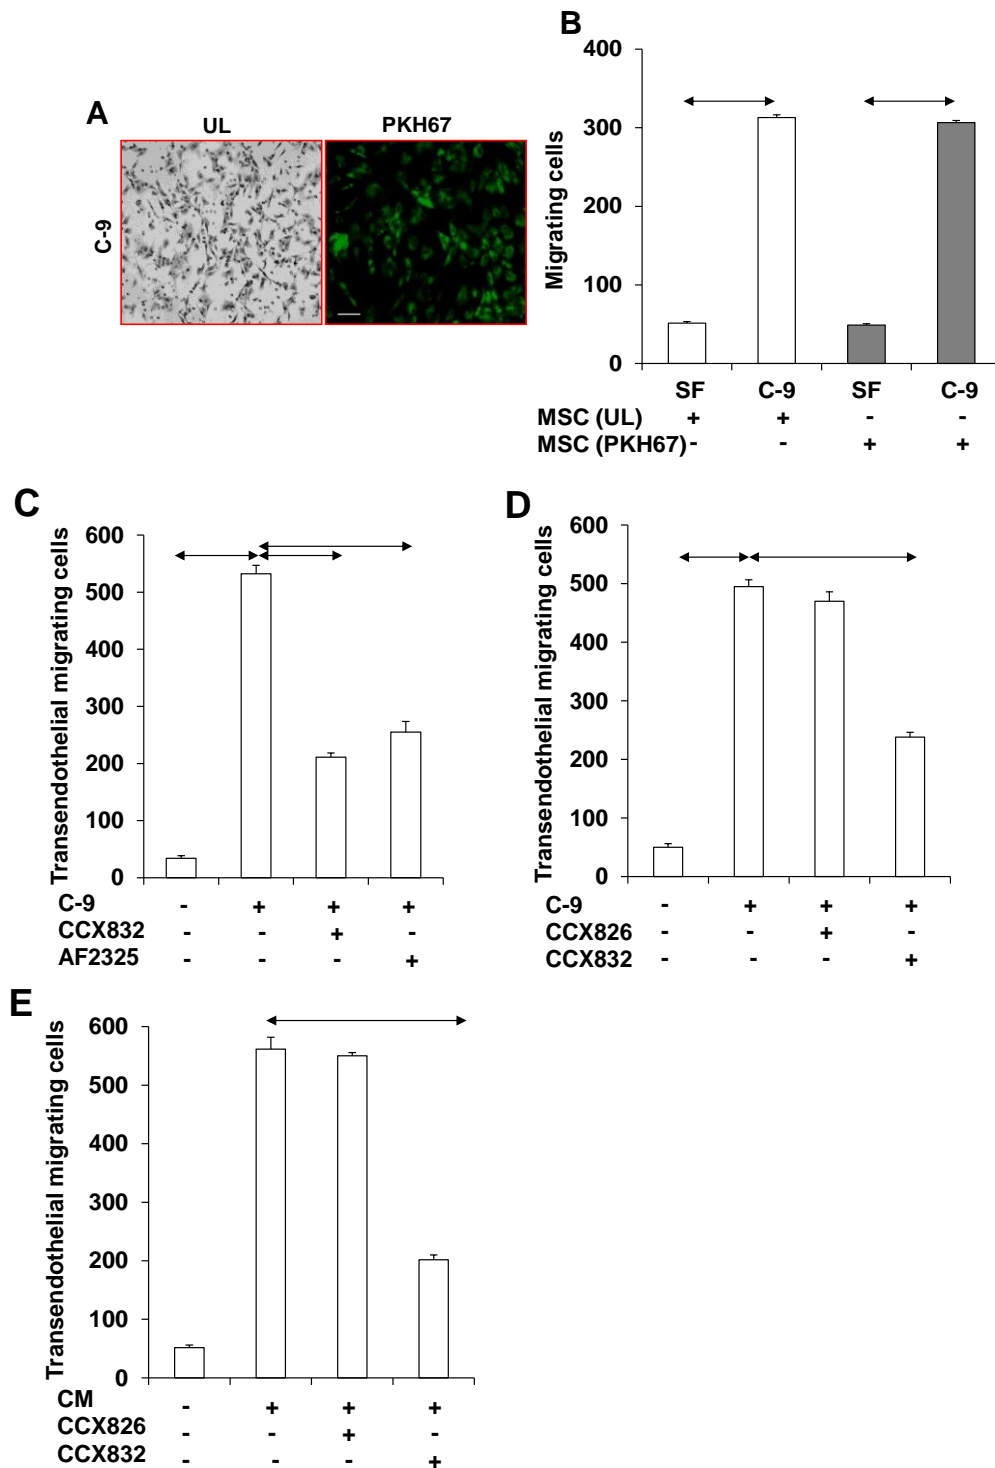 A
UL PKH67
C-9
B
Migrating cells
400
300
200
100
0
SF C-9 SF C-9
MSC (UL) + + - -
MSC (PKH67) - - + +
C
Transendothelial migrating cells
600
500
400
300
200
100
0
C-9 - + + +
CCX832 - - + -
AF2325 - - - +
D
Transendothelial migrating cells
600
500
400
300
200
100
0
C-9 - + + +
CCX826 - - + -
CCX832 - - - +
E
Transendothelial migrating cells
600
500
400
300
200
100
0
CM - + + +
CCX826 - - + -
CCX832 - - - +